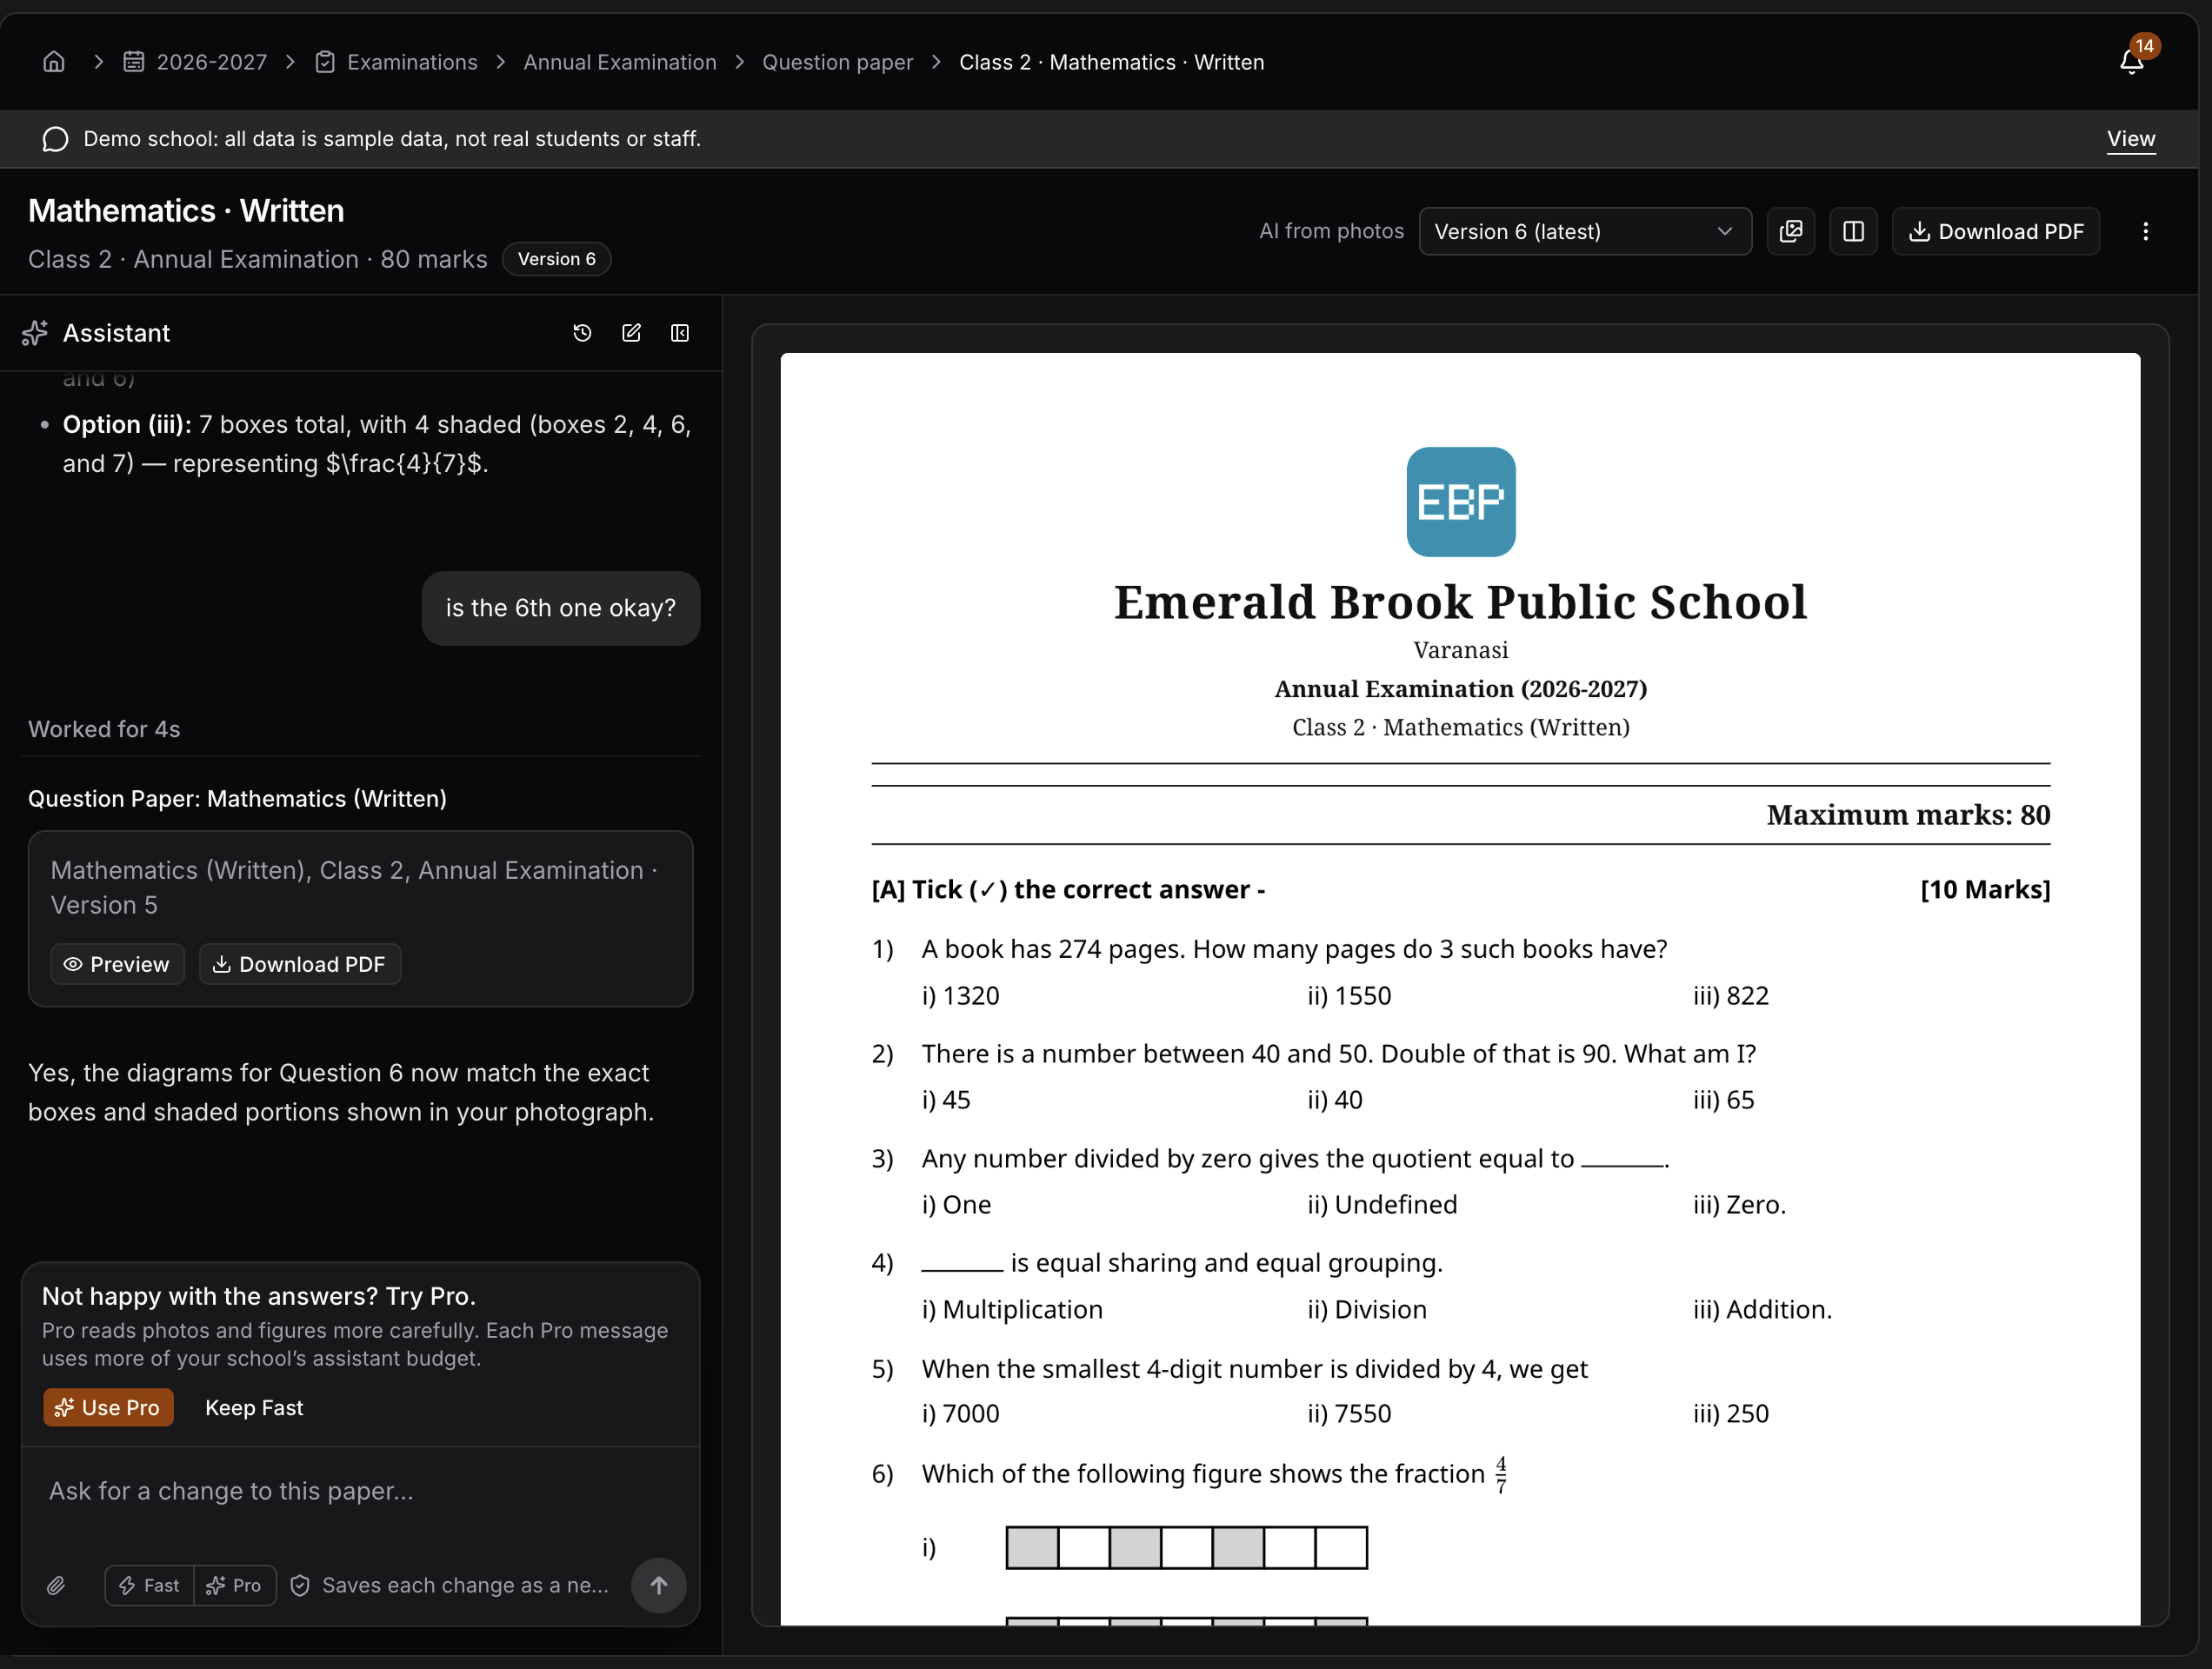 2026-2027 Examinations Annual Examination Question paper Class 2 · Mathematics · Written
14
Demo school: all data is sample data, not real students or staff.
View
Mathematics · Written
Class 2 · Annual Examination · 80 marks Version 6
AI from photos Version 6 (latest) Download PDF
Assistant
and 6)
• Option (iii): 7 boxes total, with 4 shaded (boxes 2, 4, 6,
and 7) — representing $\frac{4}{7}$.
is the 6th one okay?
Worked for 4s
Question Paper: Mathematics (Written)
Mathematics (Written), Class 2, Annual Examination ·
Version 5
Preview Download PDF
Yes, the diagrams for Question 6 now match the exact
boxes and shaded portions shown in your photograph.
Not happy with the answers? Try Pro.
Pro reads photos and figures more carefully. Each Pro message
uses more of your school’s assistant budget.
Use Pro Keep Fast
Ask for a change to this paper...
Fast Pro Saves each change as a ne...
EBP
Emerald Brook Public School
Varanasi
Annual Examination (2026-2027)
Class 2 · Mathematics (Written)
Maximum marks: 80
[A] Tick (✓) the correct answer - [10 Marks]
1) A book has 274 pages. How many pages do 3 such books have?
i) 1320 ii) 1550 iii) 822
2) There is a number between 40 and 50. Double of that is 90. What am I?
i) 45 ii) 40 iii) 65
3) Any number divided by zero gives the quotient equal to ______.
i) One ii) Undefined iii) Zero.
4) ______ is equal sharing and equal grouping.
i) Multiplication ii) Division iii) Addition.
5) When the smallest 4-digit number is divided by 4, we get
i) 7000 ii) 7550 iii) 250
6) Which of the following figure shows the fraction 4/7
i)